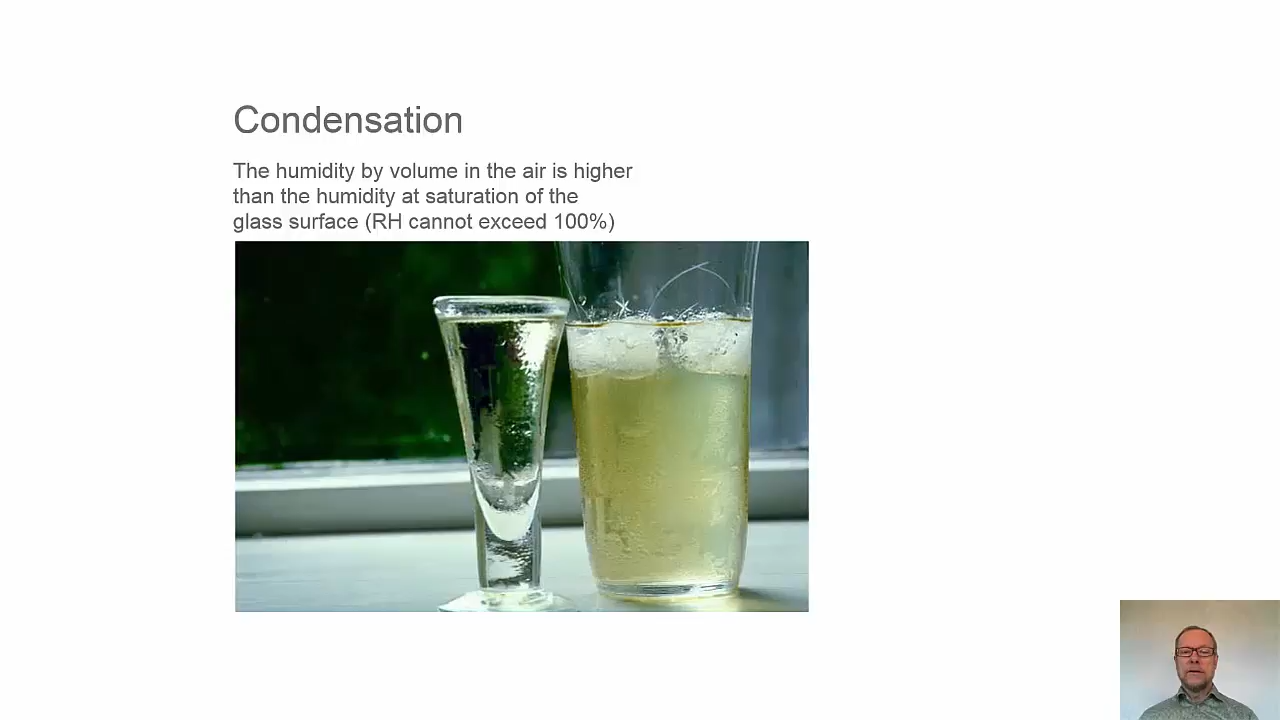 Condensation
The humidity by volume in the air is higher
than the humidity at saturation of the
glass surface (RH cannot exceed 100%)